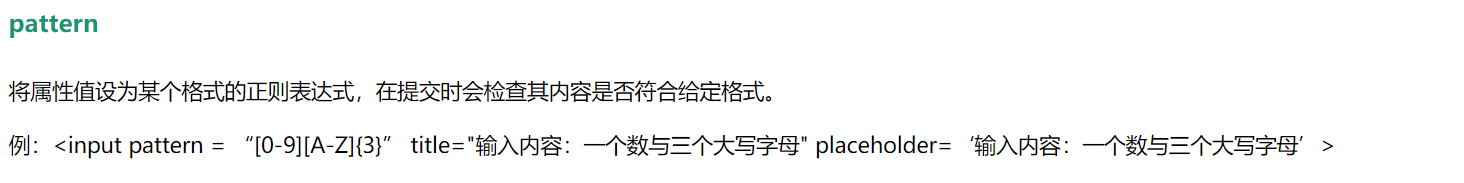 pattern
将属性值设为某个格式的正则表达式，在提交时会检查其内容是否符合给定格式。
例：<input pattern = “[0-9][A-Z]{3}” title="输入内容：一个数与三个大写字母" placeholder=‘输入内容：一个数与三个大写字母’>